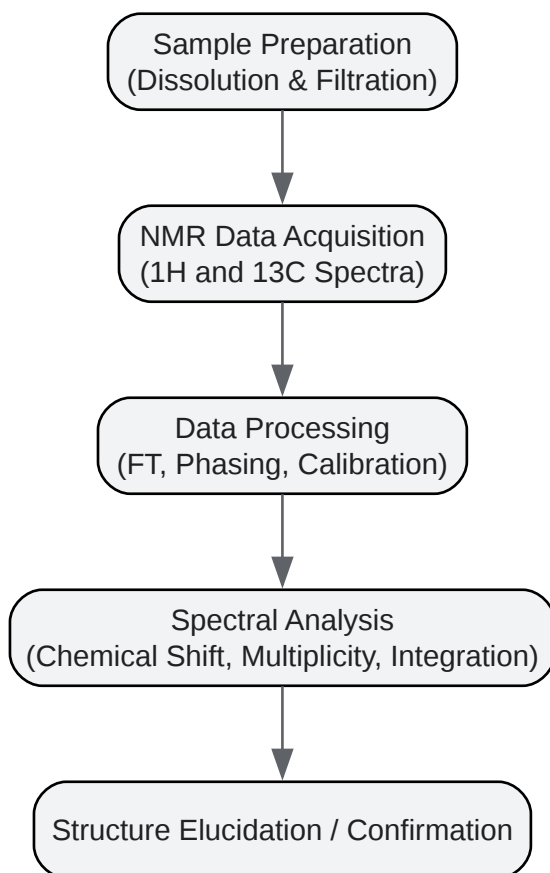 Sample Preparation
(Dissolution & Filtration)
NMR Data Acquisition
(1H and 13C Spectra)
Data Processing
(FT, Phasing, Calibration)
Spectral Analysis
(Chemical Shift, Multiplicity, Integration)
Structure Elucidation / Confirmation